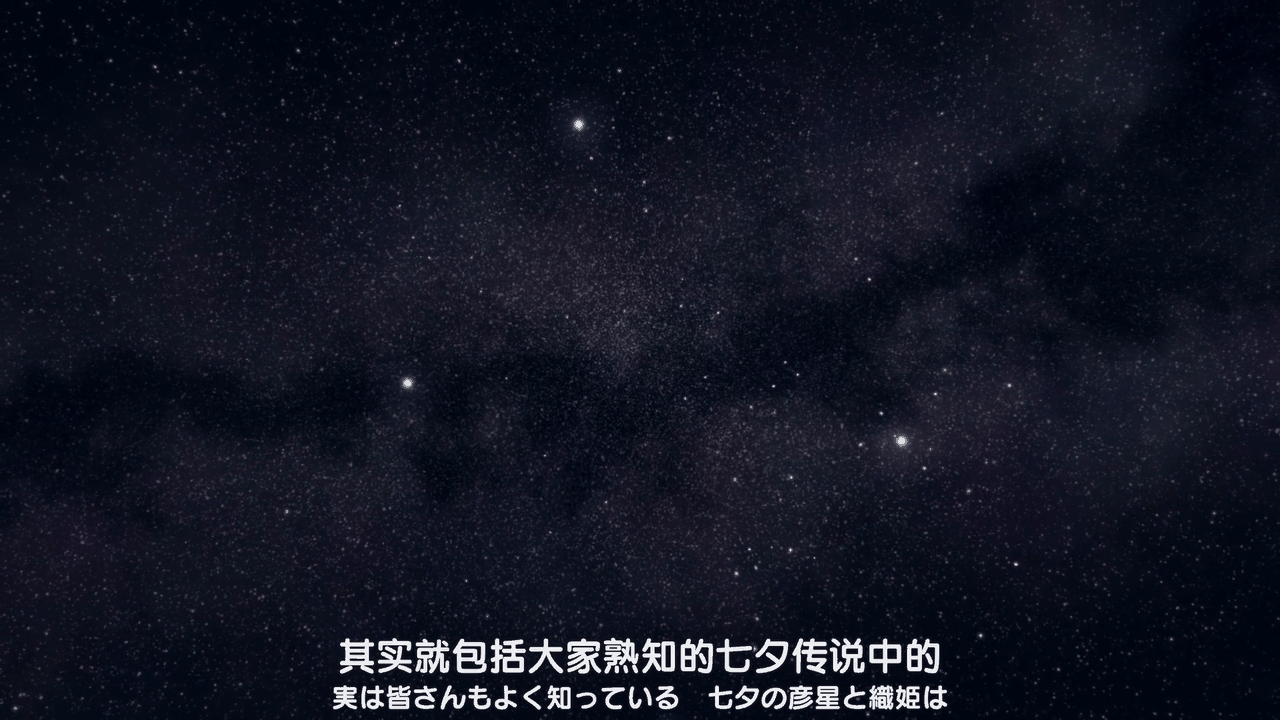 其实就包括大家熟知的七夕传说中的
実は皆さんもよく知っている　七夕の彦星と織姫は